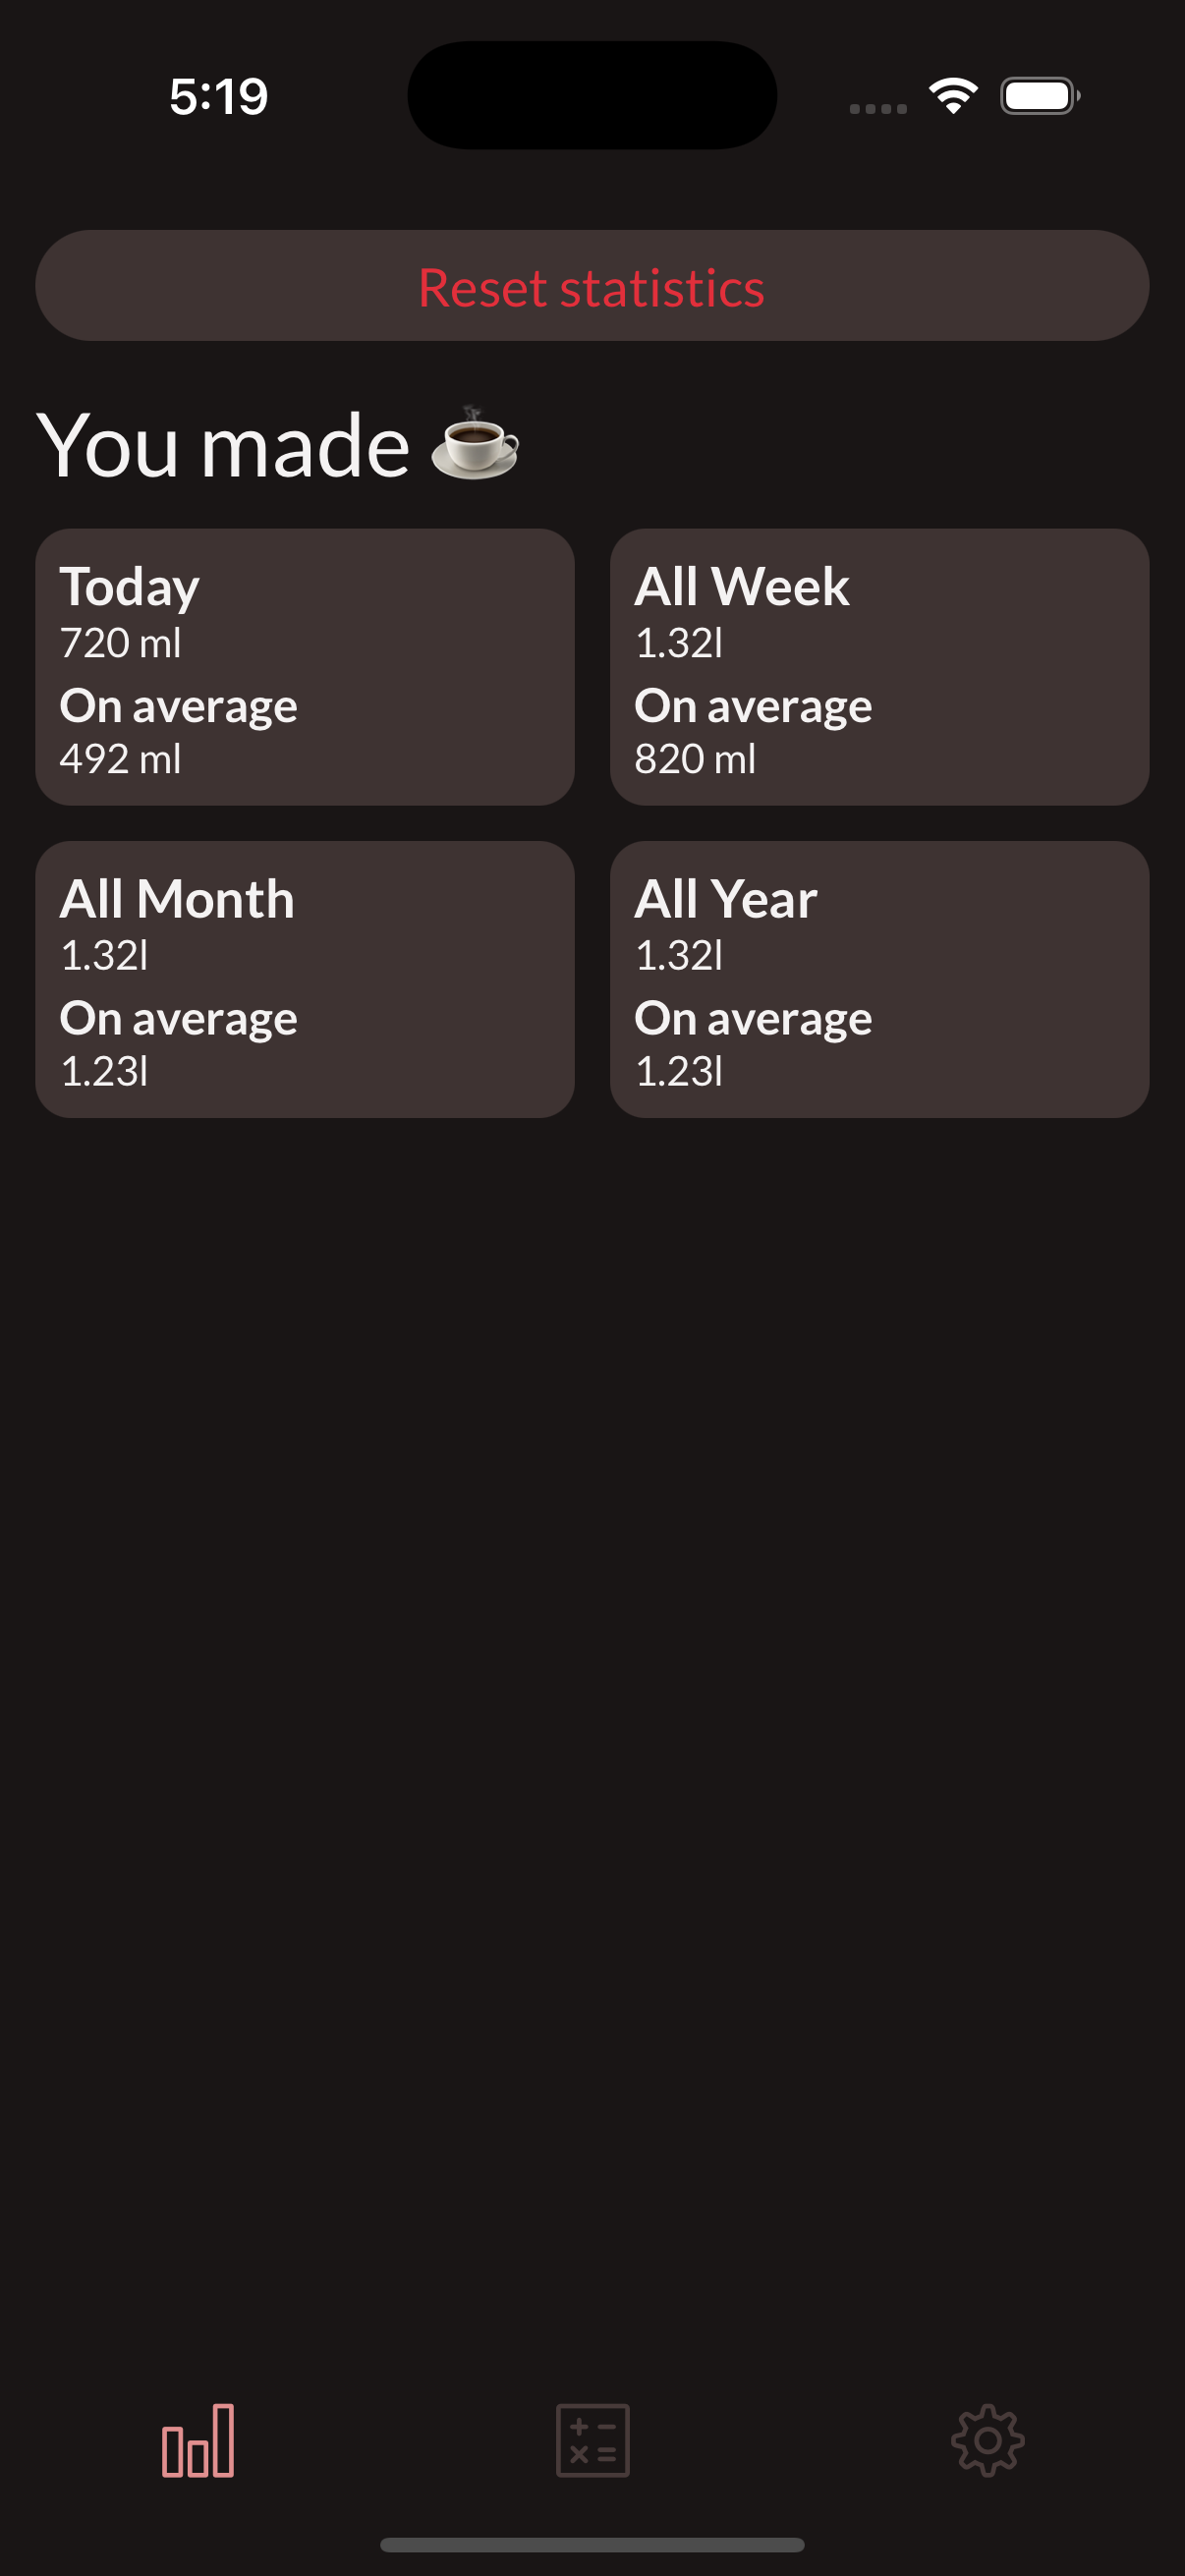 5:19
Reset statistics
You made ☕
Today
720 ml
On average
492 ml
All Week
1.32l
On average
820 ml
All Month
1.32l
On average
1.23l
All Year
1.32l
On average
1.23l